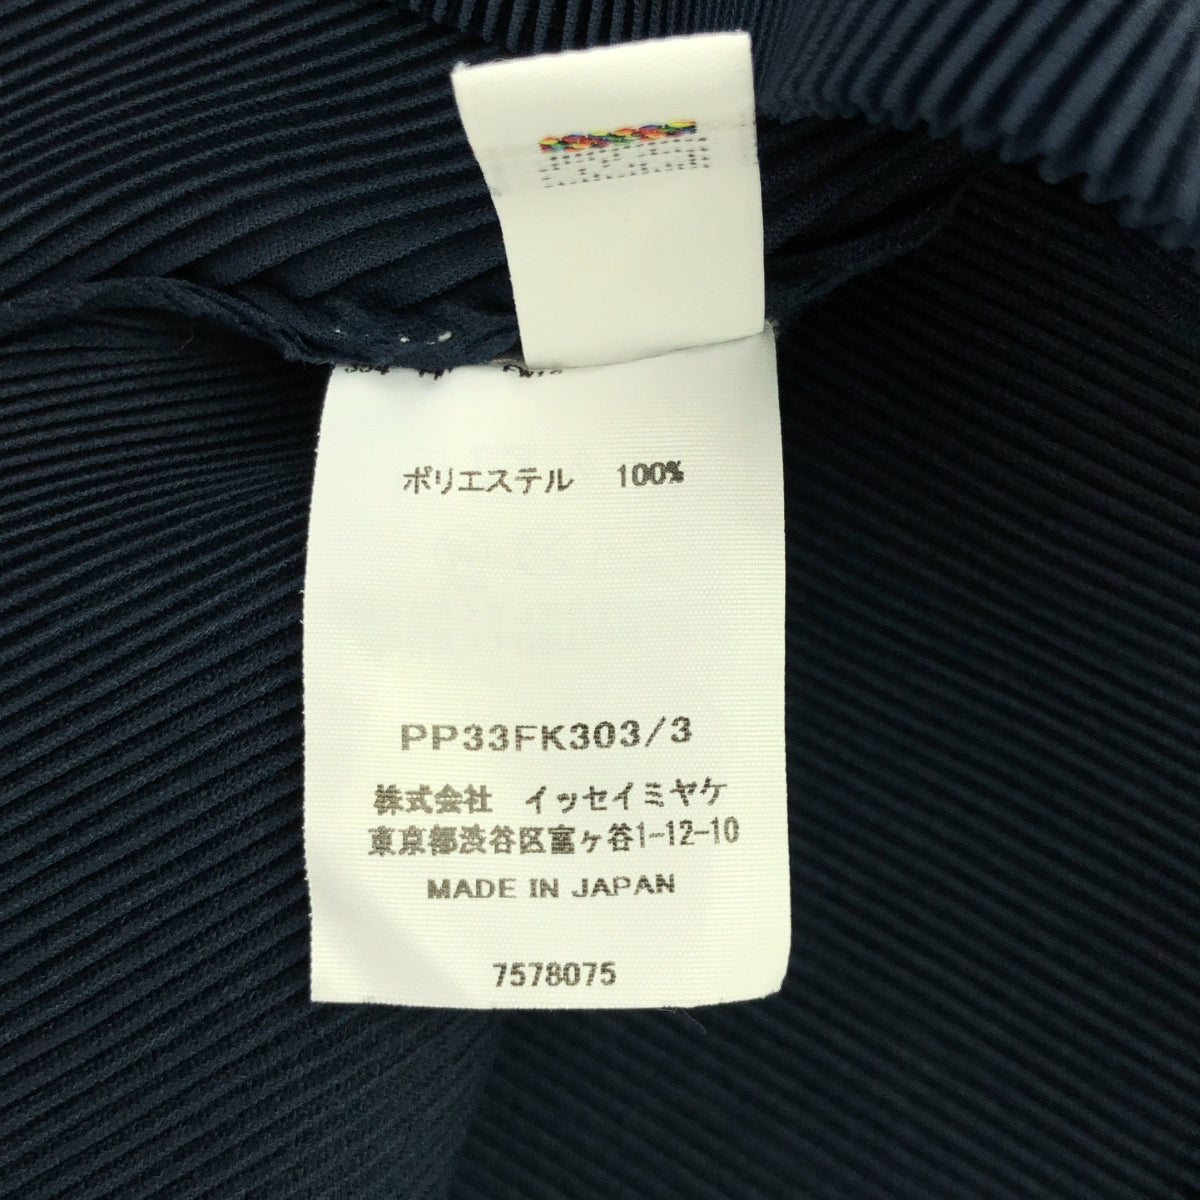 ポリエステル 100%
PP33FK303/3
株式会社 イッセイミヤケ
東京都渋谷区富ヶ谷1-12-10
MADE IN JAPAN
7578075